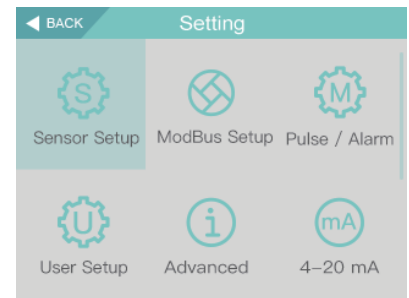 BACK Setting
S M
Sensor Setup ModBus Setup Pulse / Alarm
U i mA
User Setup Advanced 4–20 mA